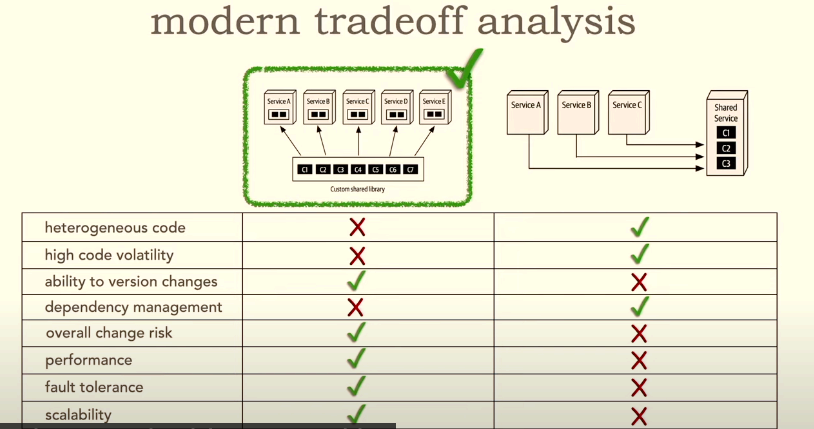 modern tradeoff analysis
Service A Service B Service C Service D Service E
C1 C2 C3 C4 C5 C6 C7
Custom shared library
Service A Service B Service C
Shared
Service
C1
C2
C3
heterogeneous code
high code volatility
ability to version changes
dependency management
overall change risk
performance
fault tolerance
scalability